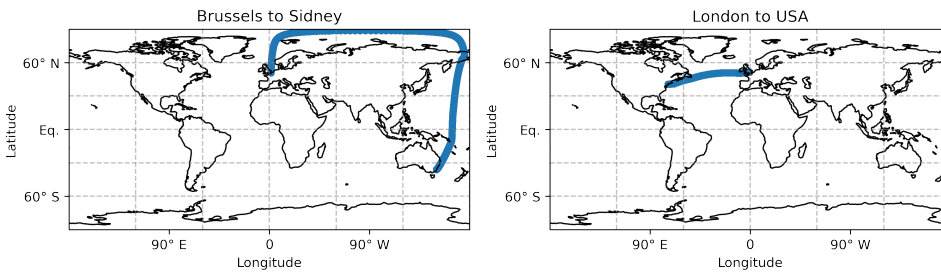 Brussels to Sidney
60° N
Eq.
60° S
Latitude
90° E
0
90° W
Longitude
London to USA
60° N
Eq.
60° S
Latitude
90° E
0
90° W
Longitude